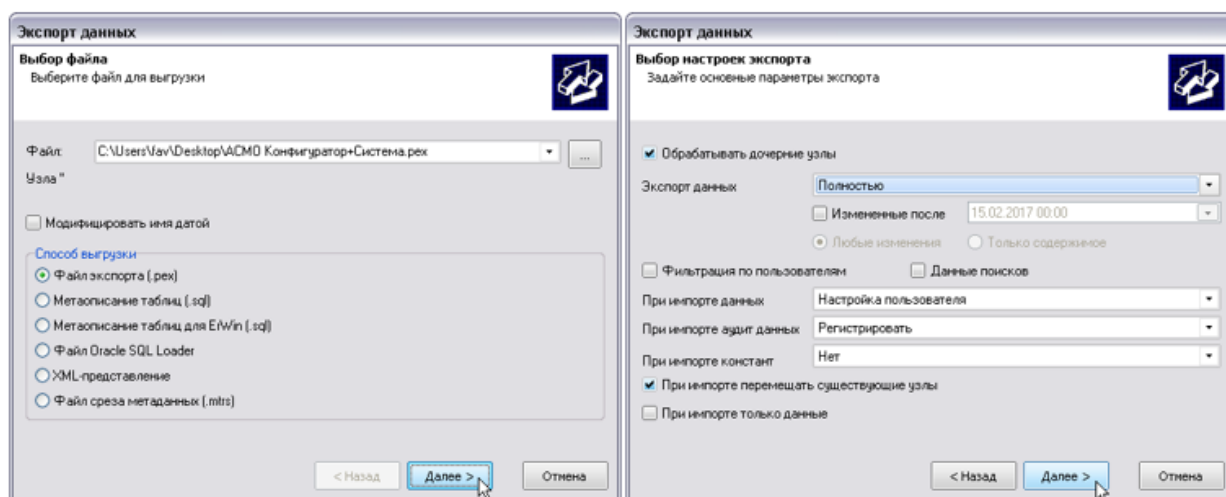 Экспорт данных
Выбор файла
Выберите файл для выгрузки
Файл: C:\Users\fav\Desktop\АСМО Конфигуратор+Система.pex
...
Узла "
Модифицировать имя датой
Способ выгрузки
Файл экспорта (.pex)
Метаописание таблиц (.sql)
Метаописание таблиц для ErWin (.sql)
Файл Oracle SQL Loader
XML-представление
Файл среза метаданных (.mtrs)
< Назад Далее > Отмена
Экспорт данных
Выбор настроек экспорта
Задайте основные параметры экспорта
Обрабатывать дочерние узлы
Экспорт данных Полностью
Измененные после 15.02.2017 00:00
Любые изменения Только содержимое
Фильтрация по пользователям Данные поисков
При импорте данных Настройка пользователя
При импорте аудит данных Регистрировать
При импорте констант Нет
При импорте перемещать существующие узлы
При импорте только данные
< Назад Далее > Отмена